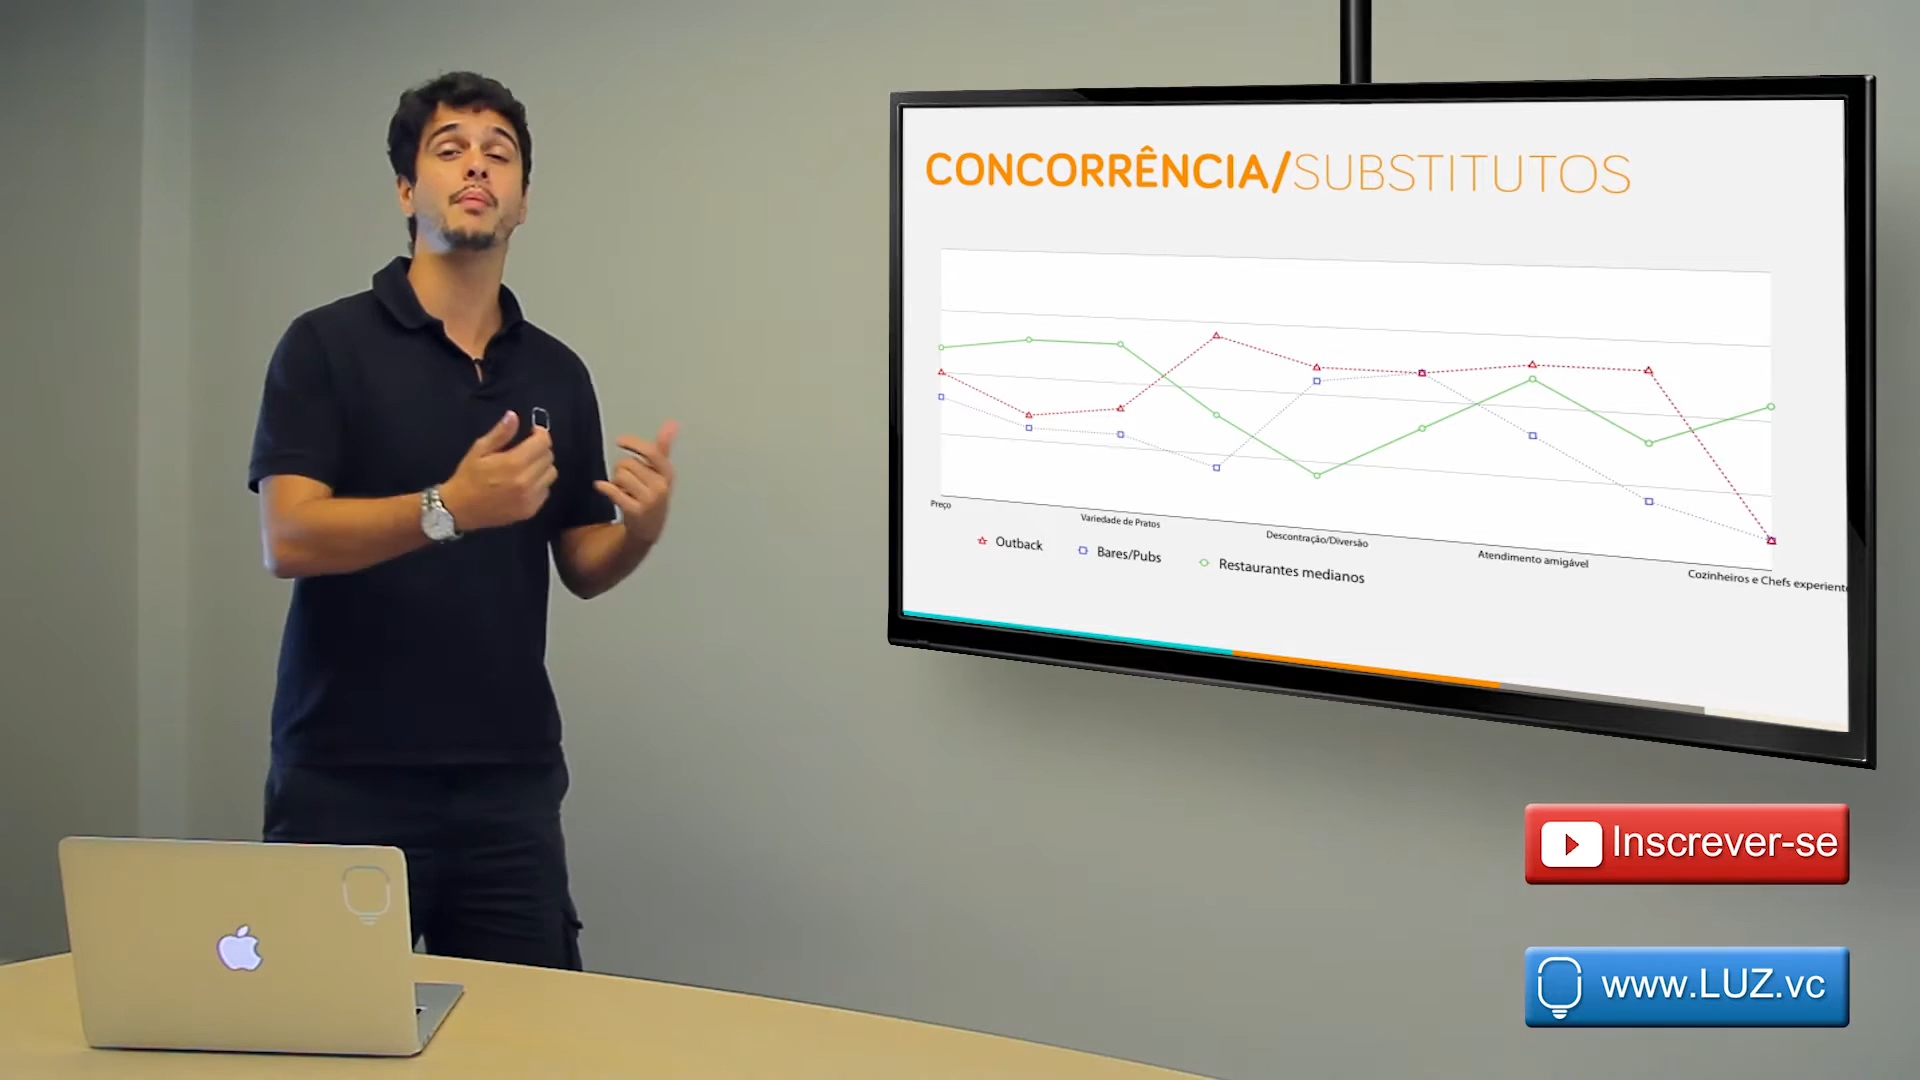 CONCORRÊNCIA/SUBSTITUTOS
Preço
Variedade de Pratos
Descontração/Diversão
Atendimento amigável
Cozinheiros e Chefs experient
Outback
Bares/Pubs
Restaurantes medianos
Inscrever-se
www.LUZ.vc